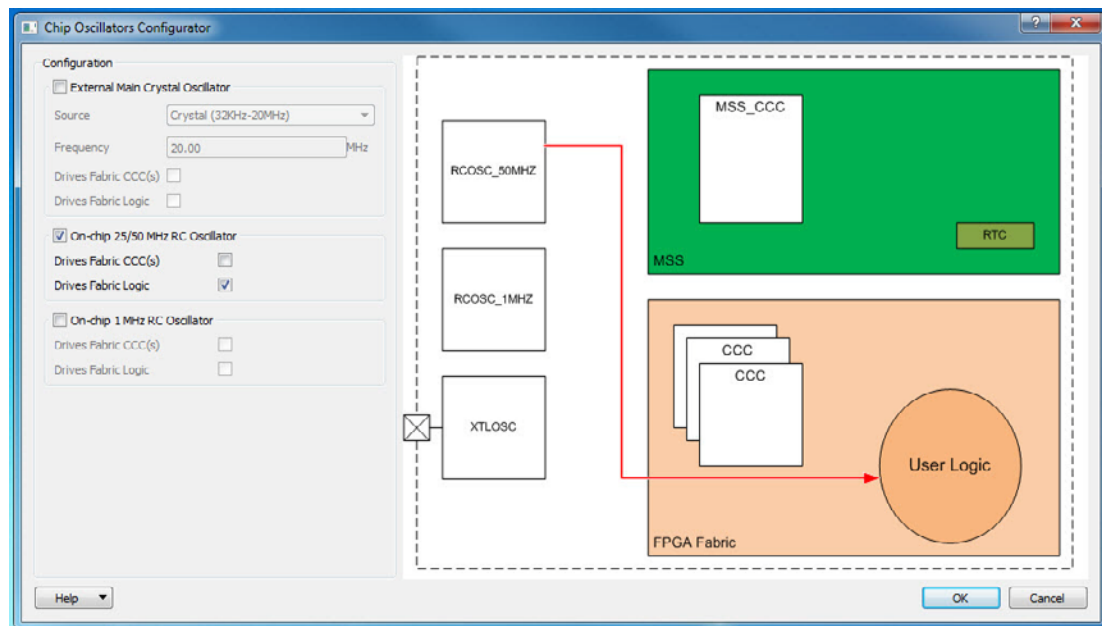 Chip Oscillators Configurator
Configuration
External Main Crystal Oscillator
Source Crystal (32KHz-20MHz)
Frequency 20.00 MHz
Drives Fabric CCC(s)
Drives Fabric Logic
On-chip 25/50 MHz RC Oscillator
Drives Fabric CCC(s)
Drives Fabric Logic
On-chip 1 MHz RC Oscillator
Drives Fabric CCC(s)
Drives Fabric Logic
RCOSC_50MHZ
RCOSC_1MHZ
XTLOSC
MSS_CCC
RTC
MSS
CCC
CCC
User Logic
FPGA Fabric
Help
OK
Cancel